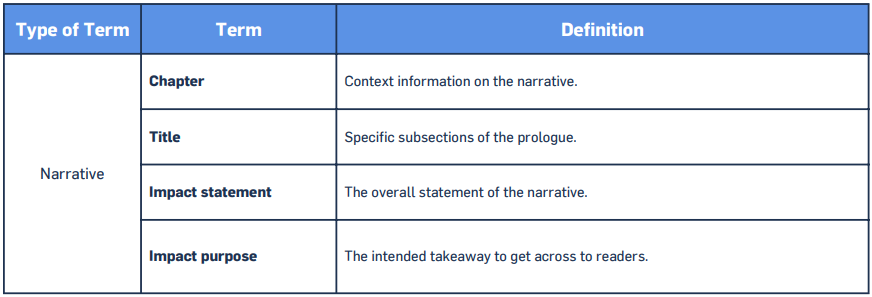 Type of Term Term Definition
Narrative
Chapter Context information on the narrative.
Title Specific subsections of the prologue.
Impact statement The overall statement of the narrative.
Impact purpose The intended takeaway to get across to readers.